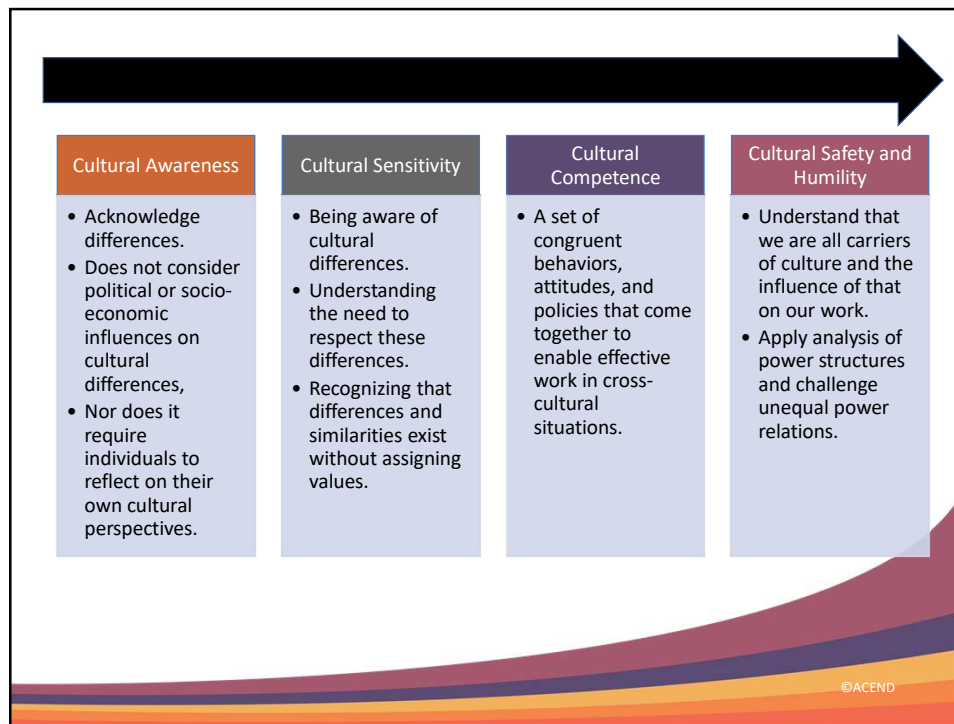 Cultural Awareness
• Acknowledge
differences.
• Does not consider
political or socio-
economic
influences on
cultural
differences,
• Nor does it
require
individuals to
reflect on their
own cultural
perspectives.
Cultural Sensitivity
• Being aware of
cultural
differences.
• Understanding
the need to
respect these
differences.
• Recognizing that
differences and
similarities exist
without assigning
values.
Cultural
Competence
• A set of
congruent
behaviors,
attitudes, and
policies that come
together to
enable effective
work in cross-
cultural
situations.
Cultural Safety and
Humility
• Understand that
we are all carriers
of culture and the
influence of that
on our work.
• Apply analysis of
power structures
and challenge
unequal power
relations.
©ACEND